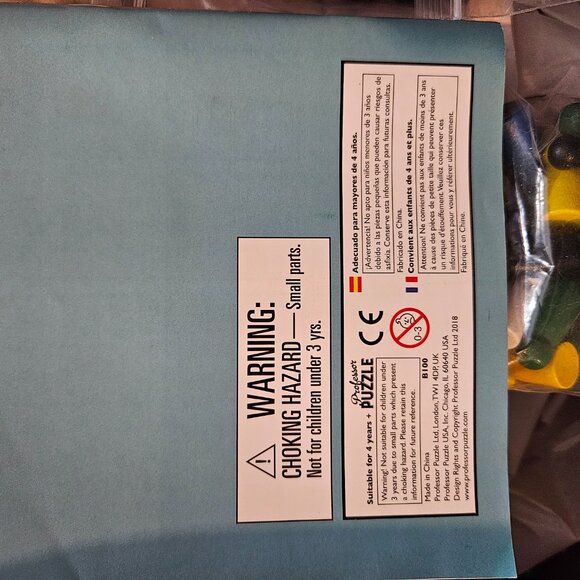 WARNING:
CHOKING HAZARD — Small parts.
Not for children under 3 yrs.
Suitable for 4 years +
Warning! Not suitable for children under
3 years due to small parts which present
a choking hazard. Please retain this
information for future reference.
B100
Made in China
Professor Puzzle Ltd, London, TW1 4DP, UK
Professor Puzzle USA, Inc. Chicago, IL 60640 USA
Design Rights and Copyright Professor Puzzle Ltd 2018
www.professorpuzzle.com
Professor
PUZZLE
CE
0-3
Adecuado para mayores de 4 años.
¡Advertencia! No apto para niños menores de 3 años
debido a las piezas pequeñas que pueden causar riesgos de
asfixia. Conserve esta información para futuras consultas.
Fabricado en China.
Convient aux enfants de 4 ans et plus.
Attention! Ne convient pas aux enfants de moins de 3 ans
à cause des pièces de petite taille qui peuvent présenter
un risque d'étouffement. Veuillez conserver ces
informations pour vous y référer ultérieurement.
Fabriqué en Chine.